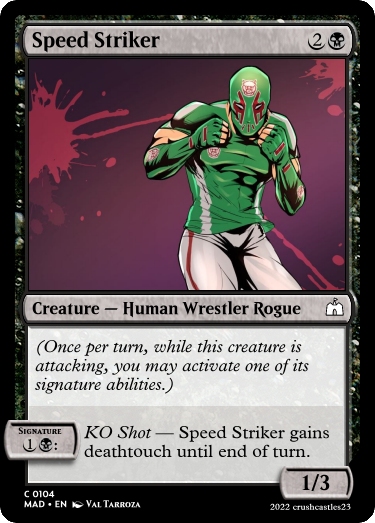 Speed Striker 2
Creature — Human Wrestler Rogue
(Once per turn, while this creature is
attacking, you may activate one of its
signature abilities.)
SIGNATURE
1 :
KO Shot — Speed Striker gains
deathtouch until end of turn.
1/3
C 0104
MAD • EN VAL TARROZA
2022 crushcastles23